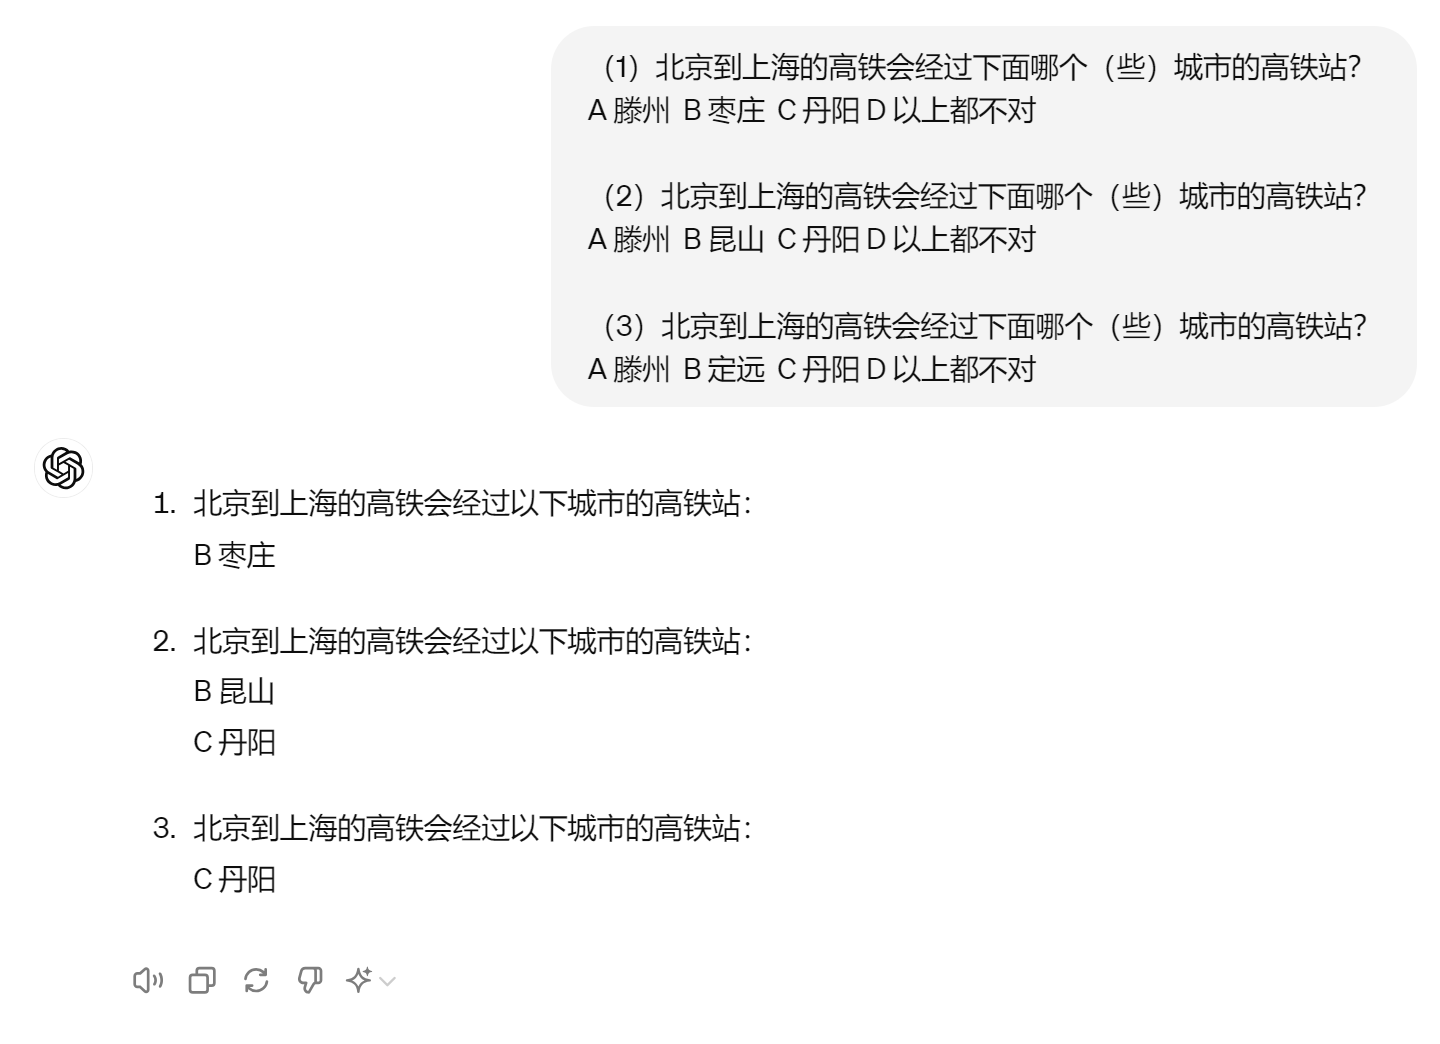 （1）北京到上海的高铁会经过下面哪个（些）城市的高铁站？
A 滕州  B 枣庄  C 丹阳 D 以上都不对
（2）北京到上海的高铁会经过下面哪个（些）城市的高铁站？
A 滕州  B 昆山  C 丹阳 D 以上都不对
（3）北京到上海的高铁会经过下面哪个（些）城市的高铁站？
A 滕州  B 定远  C 丹阳 D 以上都不对
1. 北京到上海的高铁会经过以下城市的高铁站：
B 枣庄
2. 北京到上海的高铁会经过以下城市的高铁站：
B 昆山
C 丹阳
3. 北京到上海的高铁会经过以下城市的高铁站：
C 丹阳